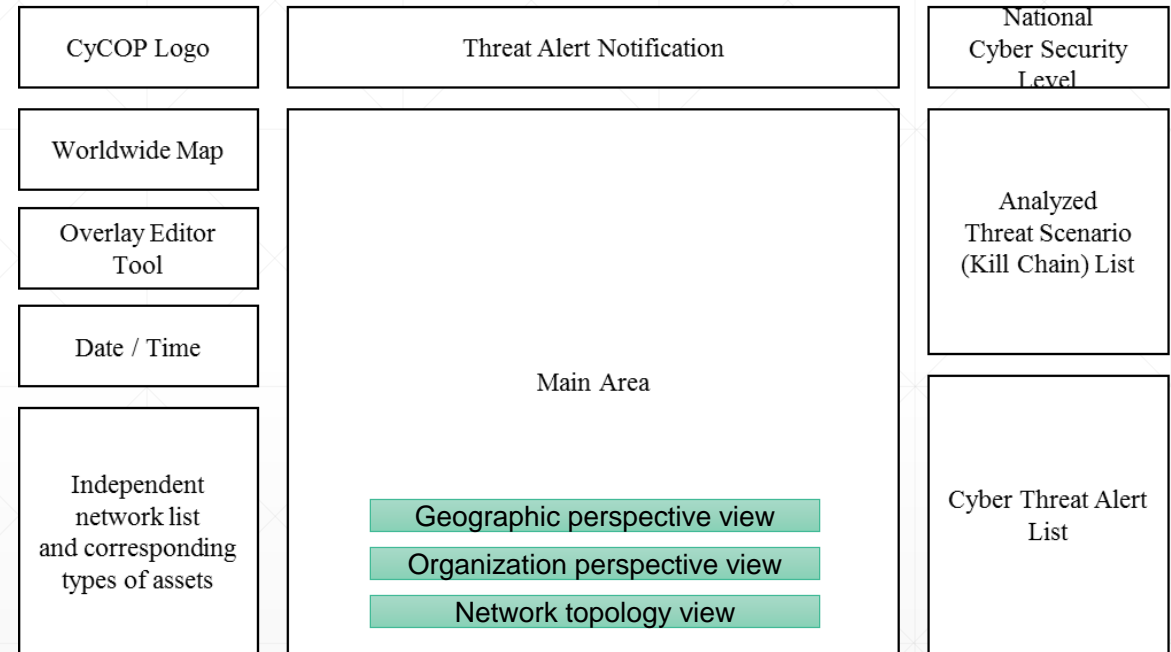 CyCOP Logo
Threat Alert Notification
National
Cyber Security
Level
Worldwide Map
Overlay Editor
Tool
Date / Time
Independent
network list
and corresponding
types of assets
Main Area
Geographic perspective view
Organization perspective view
Network topology view
Analyzed
Threat Scenario
(Kill Chain) List
Cyber Threat Alert
List